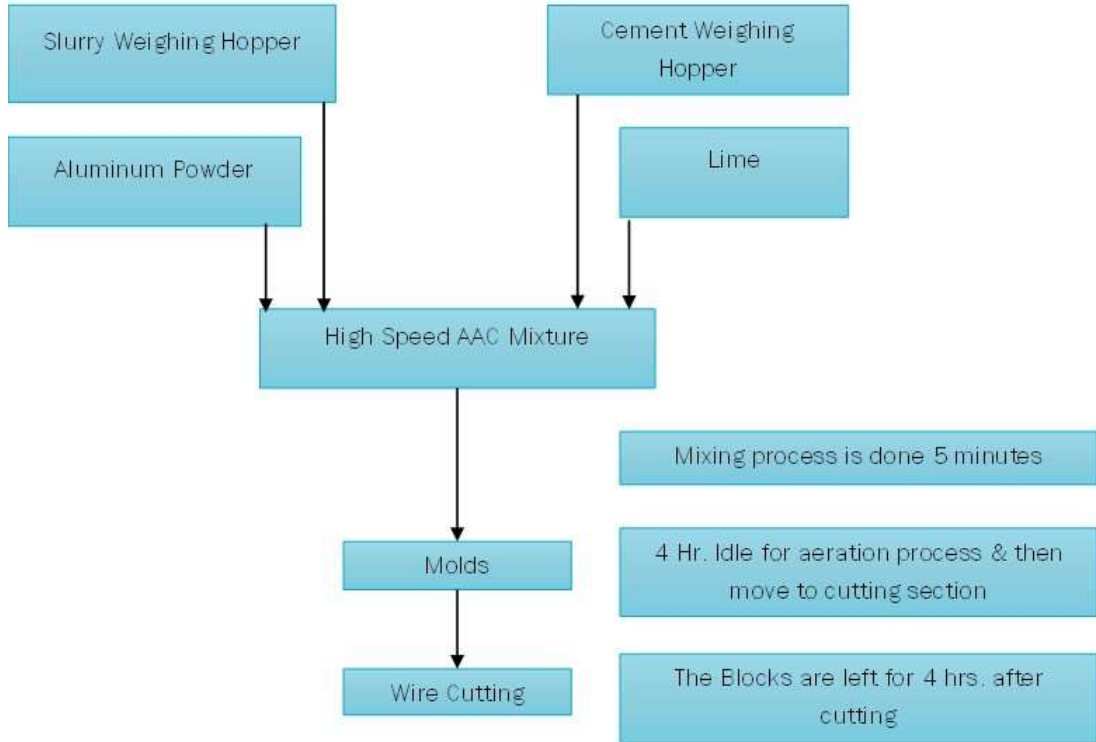 Slurry Weighing Hopper
Cement Weighing
Hopper
Aluminum Powder
Lime
High Speed AAC Mixture
Mixing process is done 5 minutes
Molds
4 Hr. Idle for aeration process & then
move to cutting section
Wire Cutting
The Blocks are left for 4 hrs. after
cutting